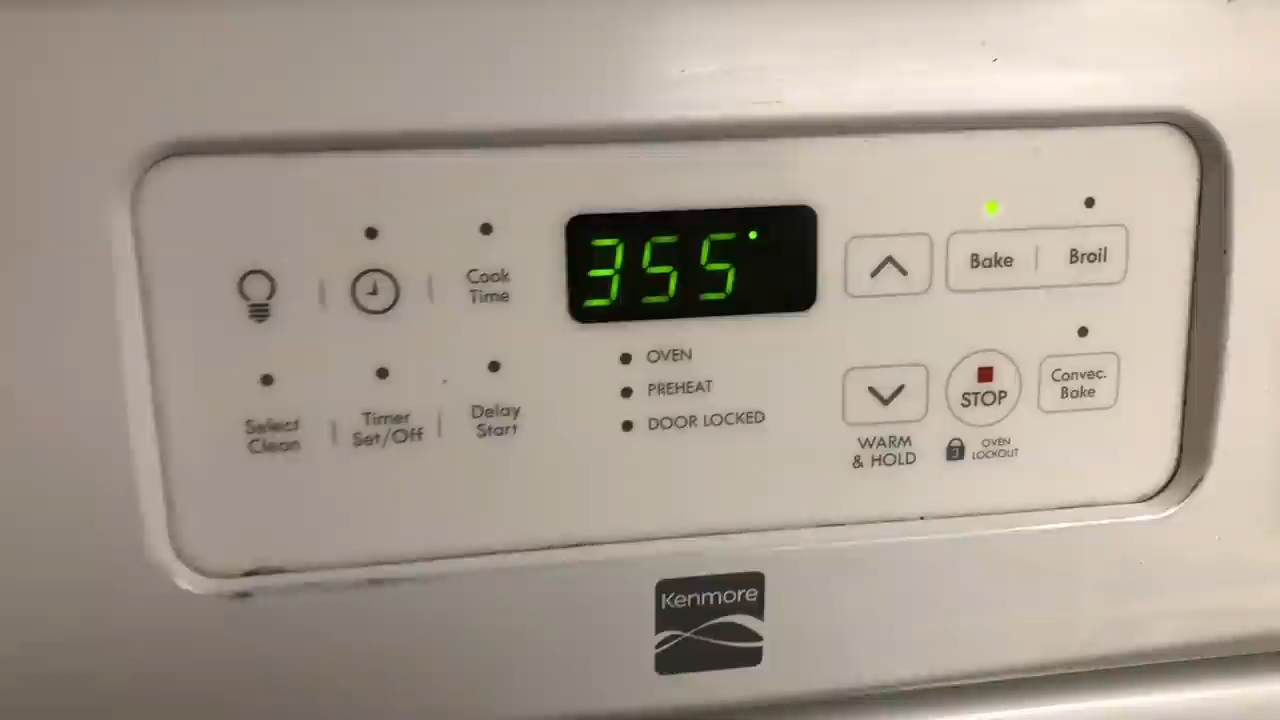 355°
Bake | Broil
Cook
Time
OVEN
PREHEAT
DOOR LOCKED
Convec.
Bake
STOP
Select
Clean
Timer
Set/Off
Delay
Start
WARM
& HOLD
OVEN
LOCKOUT
Kenmore